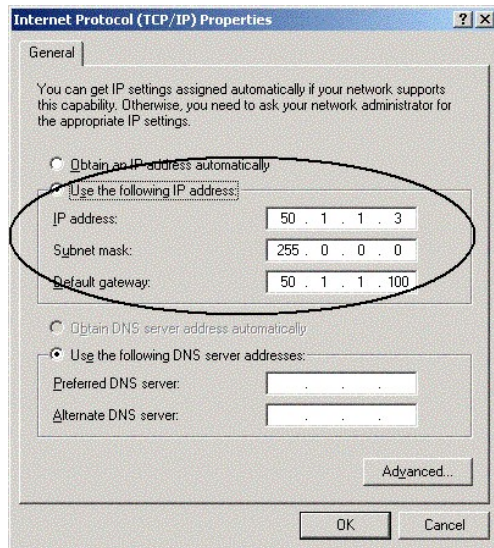 Internet Protocol (TCP/IP) Properties ? X
General
You can get IP settings assigned automatically if your network supports
this capability. Otherwise, you need to ask your network administrator for
the appropriate IP settings.
Obtain an IP address automatically
Use the following IP address:
IP address: 50 . 1 . 1 . 3
Subnet mask: 255 . 0 . 0 . 0
Default gateway: 50 . 1 . 1 . 100
Obtain DNS server address automatically
Use the following DNS server addresses:
Preferred DNS server: . . .
Alternate DNS server: . . .
Advanced...
OK Cancel